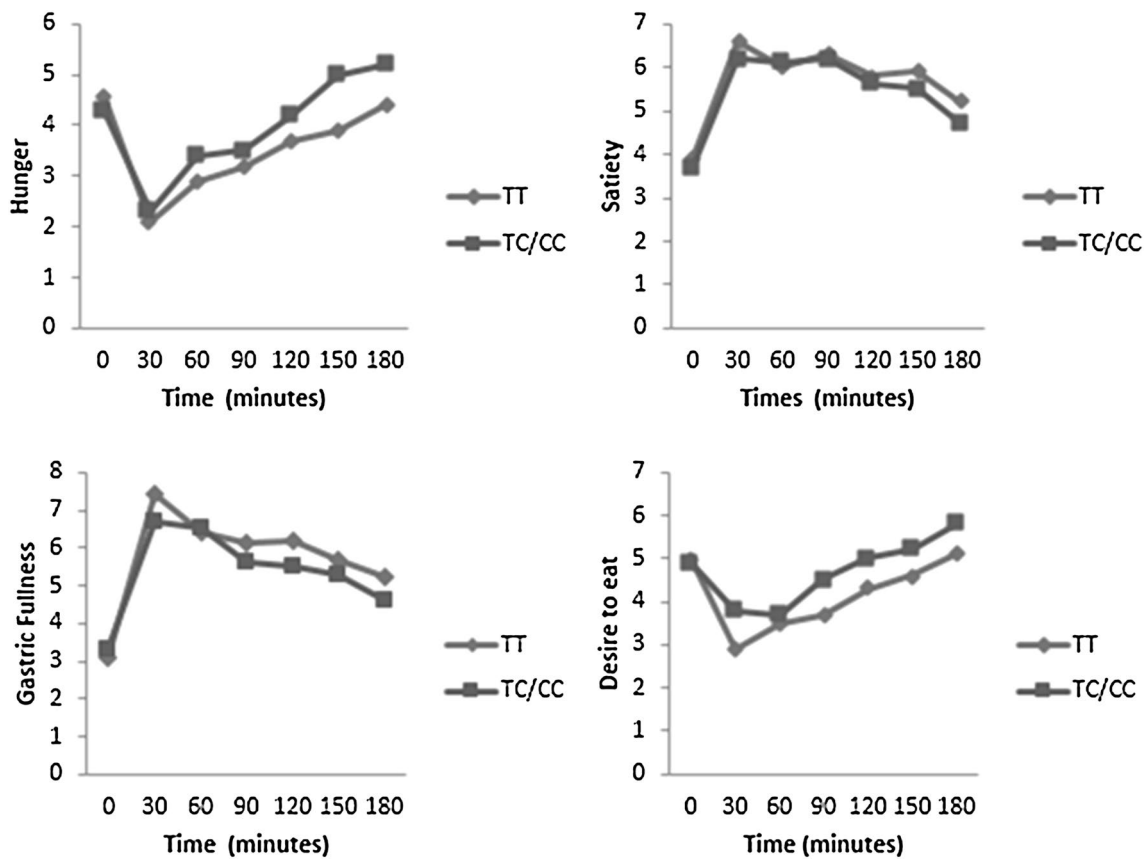 Hunger
6
5
4
3
2
1
0
0 30 60 90 120 150 180
Time (minutes)
TT
TC/CC
Satiety
7
6
5
4
3
2
1
0
0 30 60 90 120 150 180
Times (minutes)
TT
TC/CC
Gastric Fullness
8
7
6
5
4
3
2
1
0
0 30 60 90 120 150 180
Time (minutes)
TT
TC/CC
Desire to eat
7
6
5
4
3
2
1
0
0 30 60 90 120 150 180
Time (minutes)
TT
TC/CC